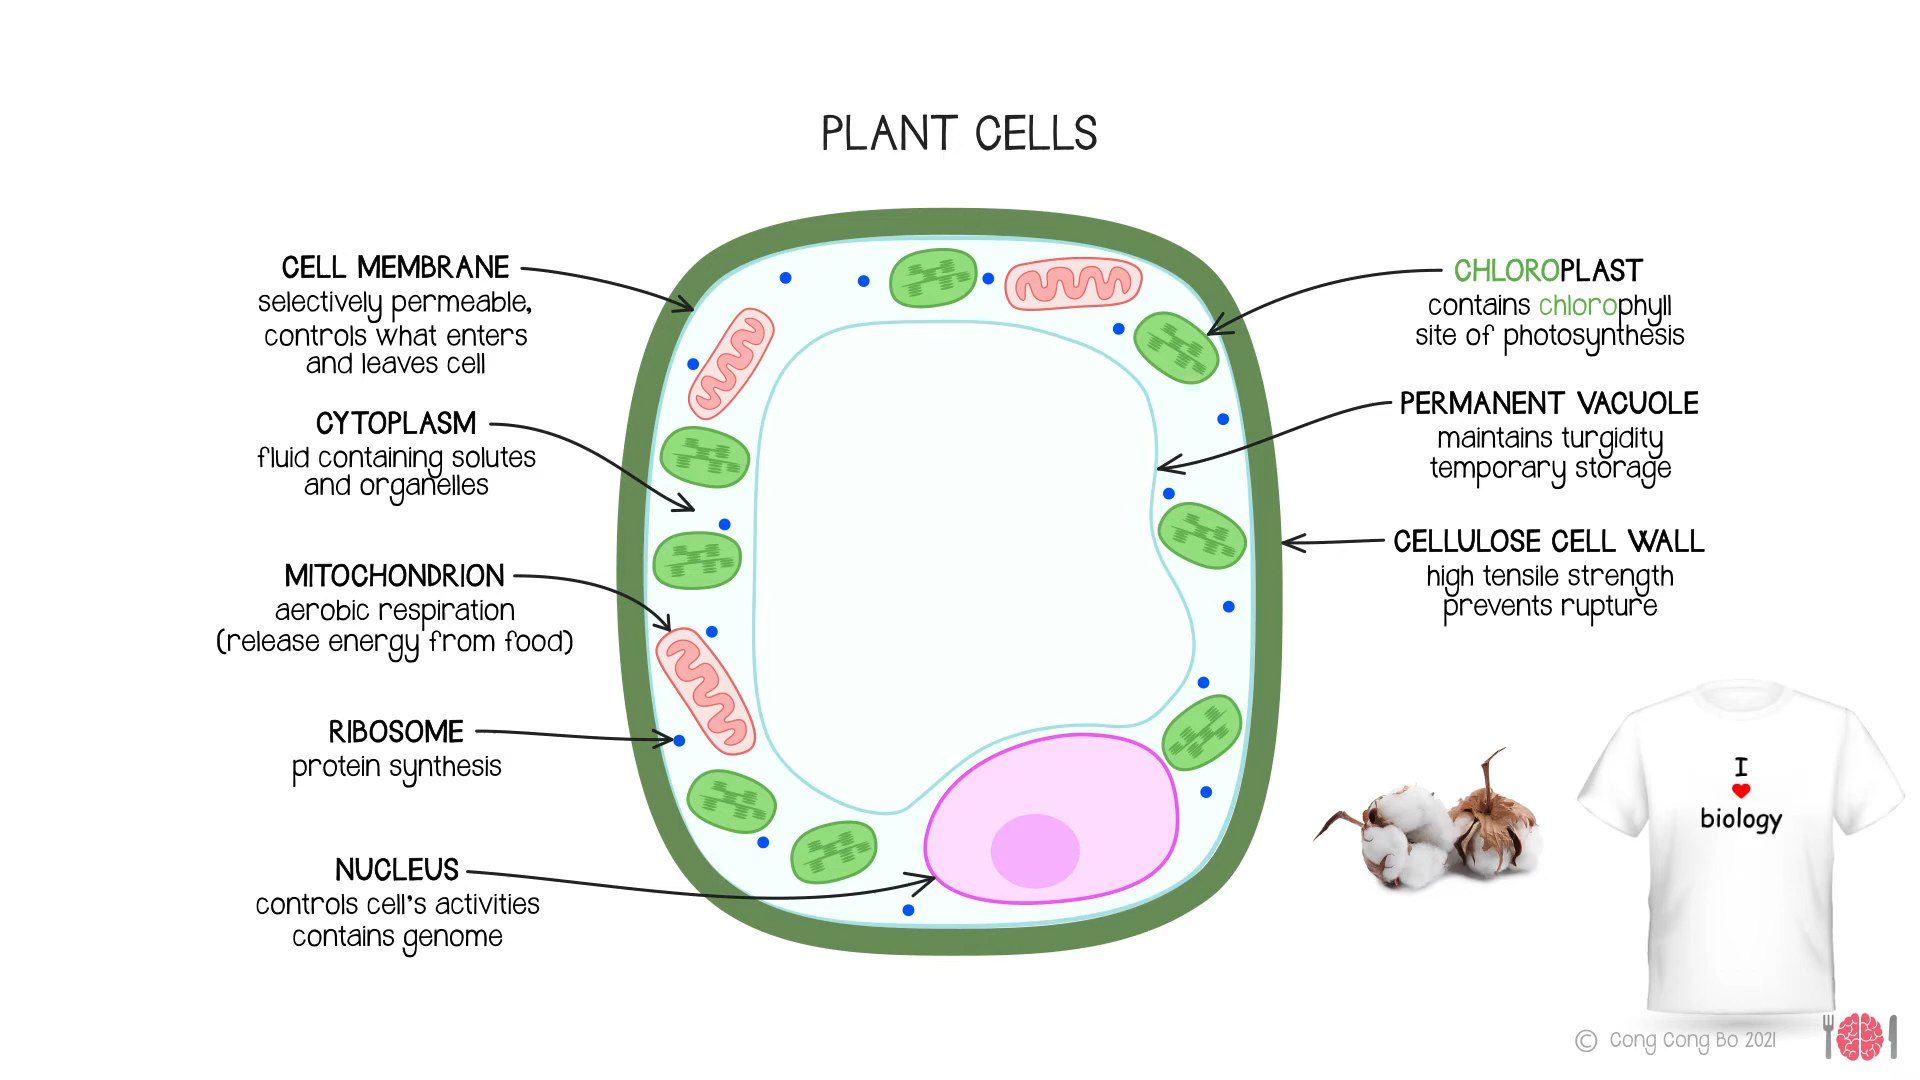 PLANT CELLS
CELL MEMBRANE
selectively permeable,
controls what enters
and leaves cell
CYTOPLASM
fluid containing solutes
and organelles
MITOCHONDRION
aerobic respiration
(release energy from food)
RIBOSOME
protein synthesis
NUCLEUS
controls cell's activities
contains genome
CHLOROPLAST
contains chlorophyll
site of photosynthesis
PERMANENT VACUOLE
maintains turgidity
temporary storage
CELLULOSE CELL WALL
high tensile strength
prevents rupture
I
❤
biology
© Cong Cong Bo 2021